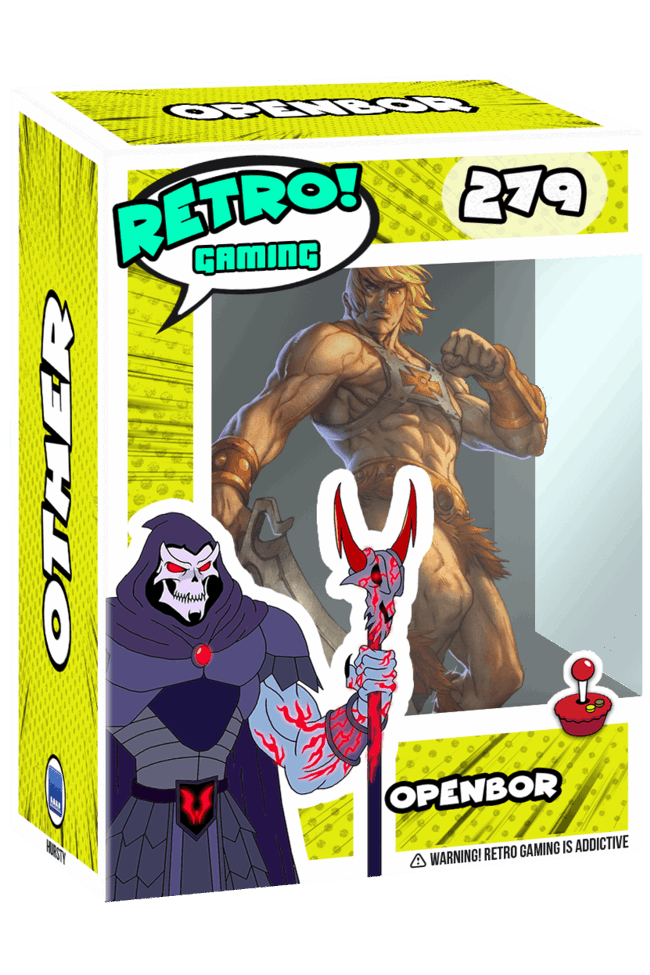 OPENBOR
RETRO!
GAMING
279
OTHER
OPENBOR
⚠ WARNING! RETRO GAMING IS ADDICTIVE
HURSTY